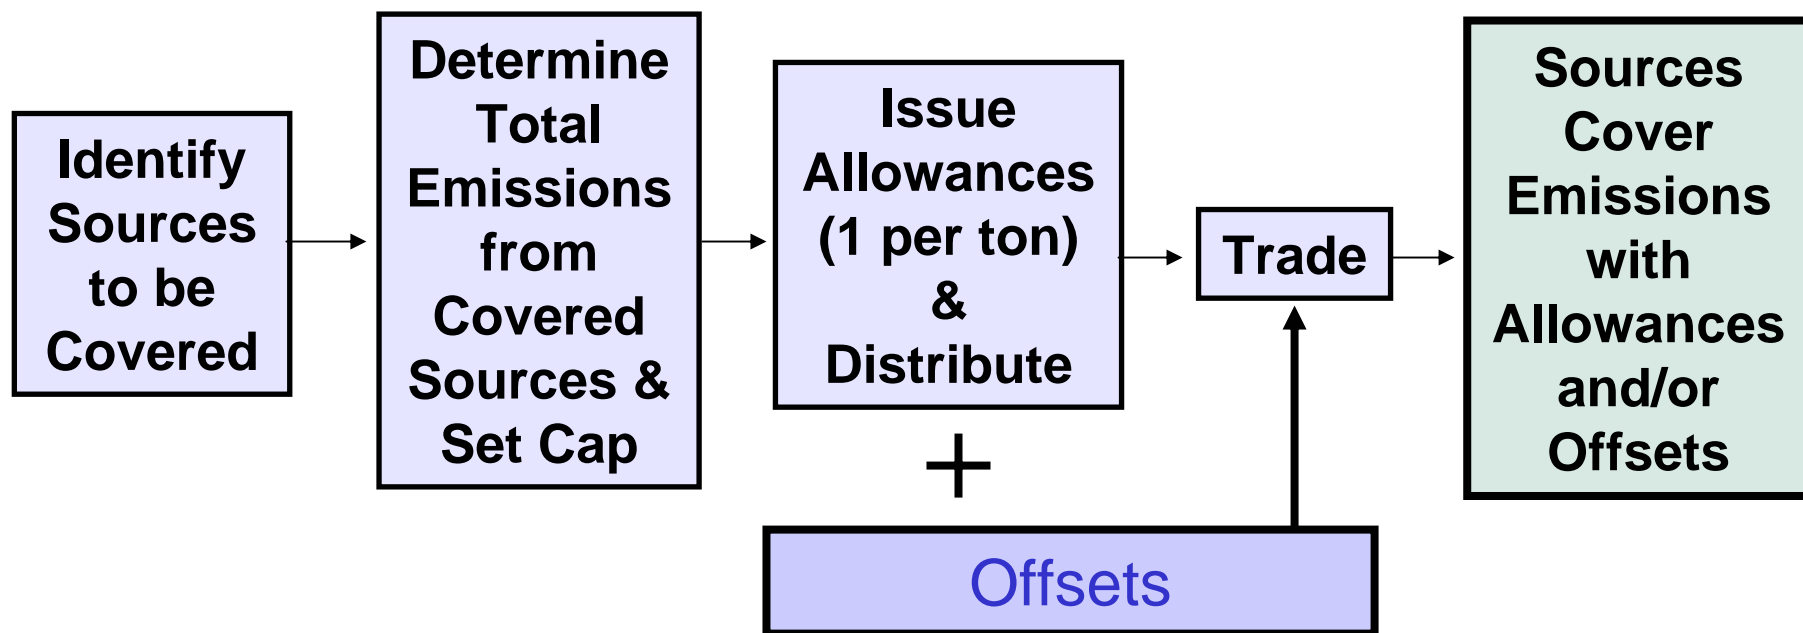 Identify
Sources
to be
Covered
Determine
Total
Emissions
from
Covered
Sources &
Set Cap
Issue
Allowances
(1 per ton)
&
Distribute
+
Offsets
Trade
Sources
Cover
Emissions
with
Allowances
and/or
Offsets